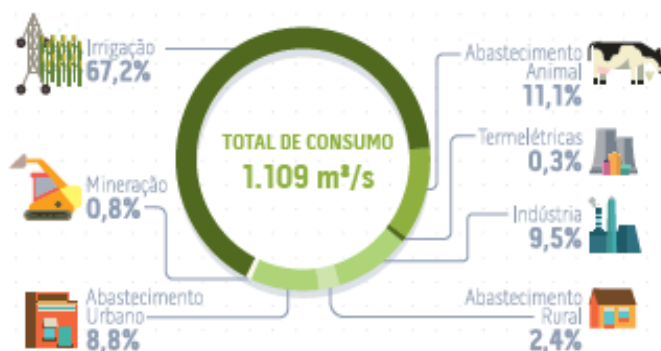 Irrigação
67,2%
Mineração
0,8%
Abastecimento
Urbano
8,8%
TOTAL DE CONSUMO
1.109 m³/s
Abastecimento
Animal
11,1%
Termelétricas
0,3%
Indústria
9,5%
Abastecimento
Rural
2,4%